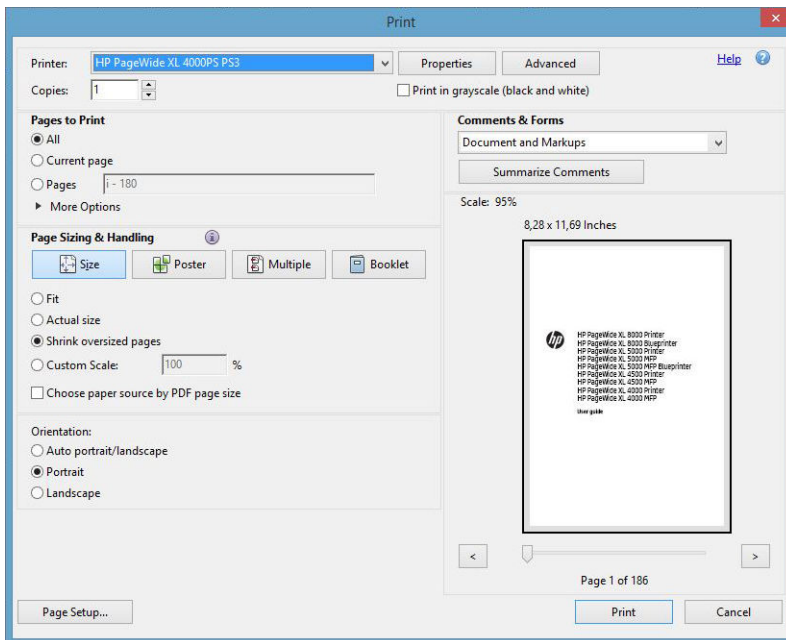 Print
Printer: HP PageWide XL 4000PS PS3 Properties Advanced Help
Copies: 1 Print in grayscale (black and white)
Pages to Print
All
Current page
Pages i - 180
More Options
Comments & Forms
Document and Markups
Summarize Comments
Page Sizing & Handling
Size Poster Multiple Booklet
Fit
Actual size
Shrink oversized pages
Custom Scale: 100 %
Choose paper source by PDF page size
Orientation:
Auto portrait/landscape
Portrait
Landscape
Scale: 95%
8,28 x 11,69 Inches
hp
HP PageWide XL 8000 Printer
HP PageWide XL 8000 Blueprinter
HP PageWide XL 5000 Printer
HP PageWide XL 5000 MFP
HP PageWide XL 5000 MFP Blueprinter
HP PageWide XL 4500 Printer
HP PageWide XL 4500 MFP
HP PageWide XL 4000 Printer
HP PageWide XL 4000 MFP
User guide
< >
Page 1 of 186
Page Setup... Print Cancel